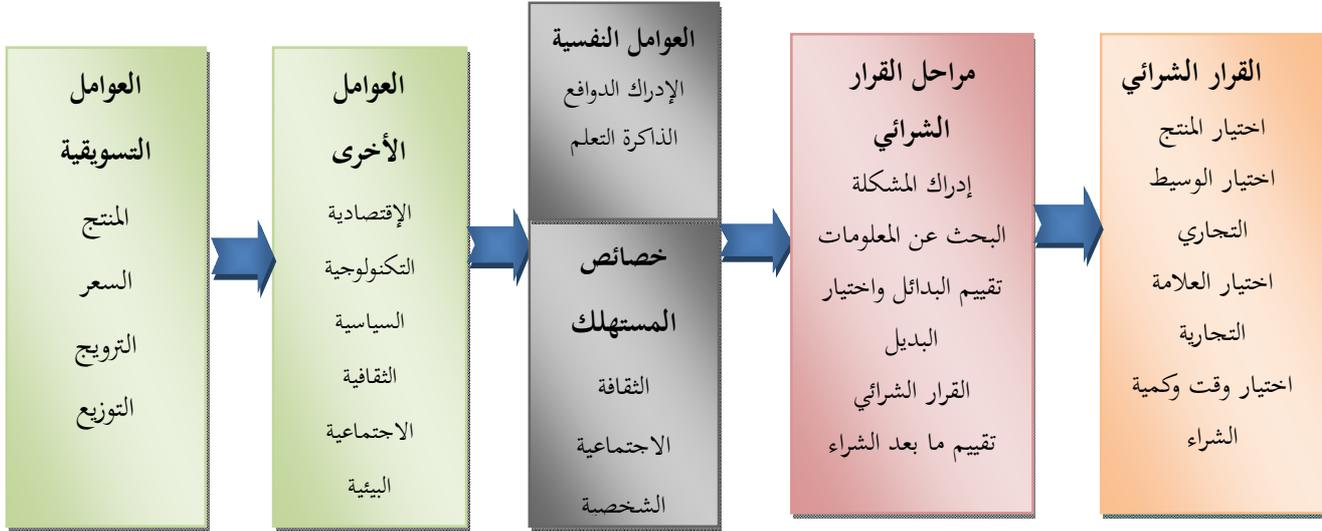 العوامل
التسويقية
المنتج
السعر
الترويج
التوزيع
العوامل
الأخرى
الإقتصادية
التكنولوجية
السياسية
الثقافية
الاجتماعية
البيئية
العوامل النفسية
الإدراك الدوافع
الذاكرة التعلم
خصائص
المستهلك
الثقافة
الاجتماعية
الشخصية
مراحل القرار
الشرائي
إدراك المشكلة
البحث عن المعلومات
تقييم البدائل واختيار
البديل
القرار الشرائي
تقييم ما بعد الشراء
القرار الشرائي
اختيار المنتج
اختيار الوسيط
التجاري
اختيار العلامة
التجارية
اختيار وقت وكمية
الشراء